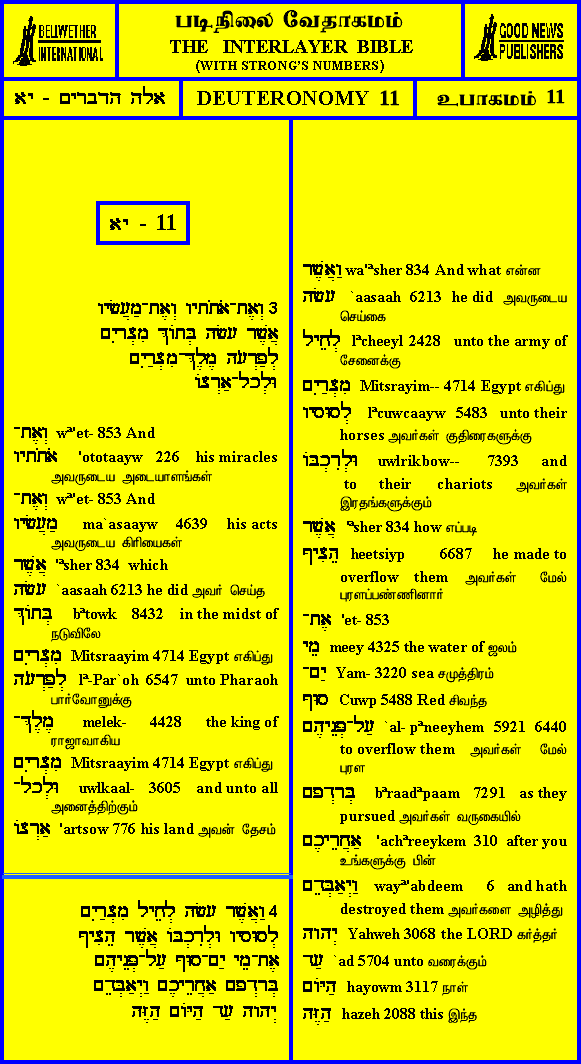 BELLWETHER
INTERNATIONAL
படிநிலை வேதாகமம்
THE INTERLAYER BIBLE
(WITH STRONG'S NUMBERS)
GOOD NEWS
PUBLISHERS
אלה הדברים - יא
DEUTERONOMY 11
உபாகமம் 11
יא - 11
3 וְאֶת־אֹתֹתָיו וְאֶת־מַעֲשָׂיו
אֲשֶׁר עָשָׂה בְּתוֹךְ מִצְרָיִם
לְפַרְעֹה מֶלֶךְ־מִצְרַיִם
וּלְכָל־אַרְצוֹ
וְאֶת־ wᵃ'et- 853 And
אֹתֹתָיו 'ototaayw 226 his miracles
அவருடைய அடையாளங்கள்
וְאֶת־ wᵃ'et- 853 And
מַעֲשָׂיו ma`asaayw 4639 his acts
அவருடைய கிரியைகள்
אֲשֶׁר 'ᵃsher 834 which
עָשָׂה `aasaah 6213 he did அவர் செய்த
בְּתוֹךְ bᵃtowk 8432 in the midst of
நடுவிலே
מִצְרָיִם Mitsraayim 4714 Egypt எகிப்து
לְפַרְעֹה lᵃ-Par`oh 6547 unto Pharaoh
பார்வோனுக்கு
מֶלֶךְ־ melek- 4428 the king of
ராஜாவாகிய
מִצְרַיִם Mitsraayim 4714 Egypt எகிப்து
וּלְכָל־ uwlkaal- 3605 and unto all
அனைத்திற்கும்
אַרְצוֹ 'artsow 776 his land அவன் தேசம்
4 וַאֲשֶׁר עָשָׂה לְחֵיל מִצְרַיִם
לְסוּסָיו וּלְרִכְבּוֹ אֲשֶׁר הֵצִיף
אֶת־מֵי יַם־סוּף עַל־פְּנֵיהֶם
בְּרָדְפָם אַחֲרֵיכֶם וַיְאַבְּדֵם
יְהוָה עַד הַיּוֹם הַזֶּה
וַאֲשֶׁר wa'ᵃsher 834 And what என்ன
עָשָׂה `aasaah 6213 he did அவருடைய
செய்கை
לְחֵיל lᵃcheeyl 2428 unto the army of
சேனைக்கு
מִצְרַיִם Mitsrayim-- 4714 Egypt எகிப்து
לְסוּסָיו lᵃcuwcaayw 5483 unto their
horses அவர்கள் குதிரைகளுக்கு
וּלְרִכְבּוֹ uwlrikbow-- 7393 and
to their chariots அவர்கள்
இரதங்களுக்கும்
אֲשֶׁר 'ᵃsher 834 how எப்படி
הֵצִיף heetsiyp 6687 he made to
overflow them அவர்கள் மேல்
புரளப்பண்ணினார்
אֶת־ 'et- 853
מֵי meey 4325 the water of ஜலம்
יַם־ Yam- 3220 sea சமுத்திரம்
סוּף Cuwp 5488 Red சிவந்த
עַל־פְּנֵיהֶם `al- pᵃneeyhem 5921 6440
to overflow them அவர்கள் மேல்
புரள
בְּרָדְפָם bᵃraadᵃpaam 7291 as they
pursued அவர்கள் வருகையில்
אַחֲרֵיכֶם 'achᵃreeykem 310 after you
உங்களுக்கு பின்
וַיְאַבְּדֵם wayᵃ'abdeem 6 and hath
destroyed them அவர்களை அழித்து
יְהוָה Yahweh 3068 the LORD கர்த்தர்
עַד `ad 5704 unto வரைக்கும்
הַיּוֹם hayowm 3117 நாள்
הַזֶּה hazeh 2088 this இந்த